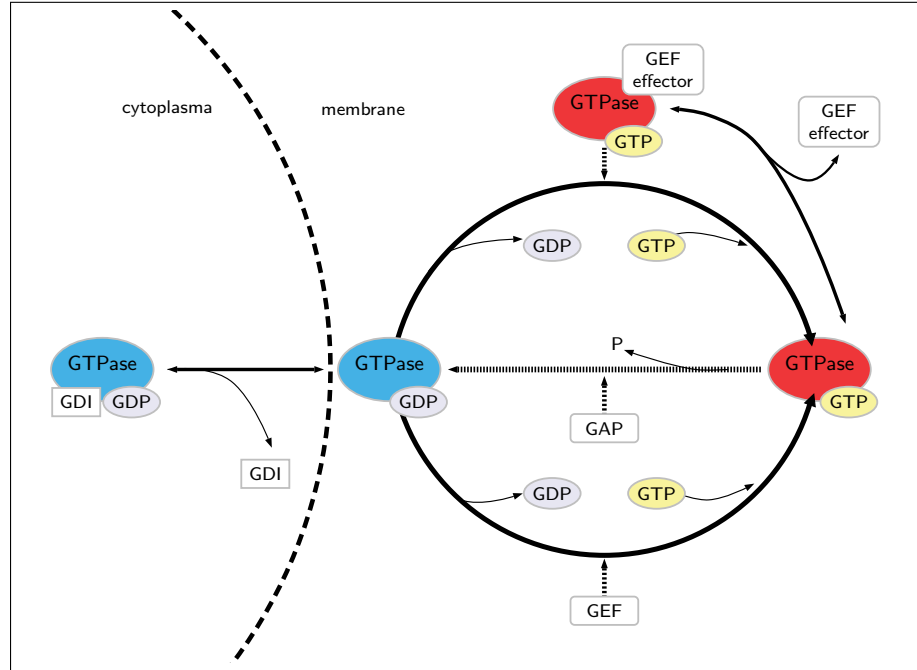 GEF
effector
GTPase
GTP
cytoplasma
membrane
GEF
effector
GDP
GTP
P
GTPase
GDI
GDP
GTPase
GDP
GTPase
GTP
GAP
GDI
GDP
GTP
GEF